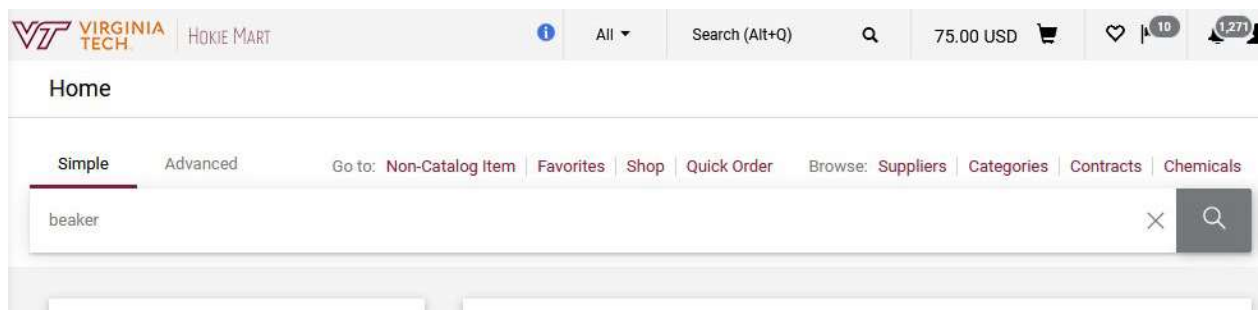 VT VIRGINIA TECH. HOKIE MART i All Search (Alt+Q) 75.00 USD 10 1,271
Home
Simple Advanced Go to: Non-Catalog Item Favorites Shop Quick Order Browse: Suppliers Categories Contracts Chemicals
beaker